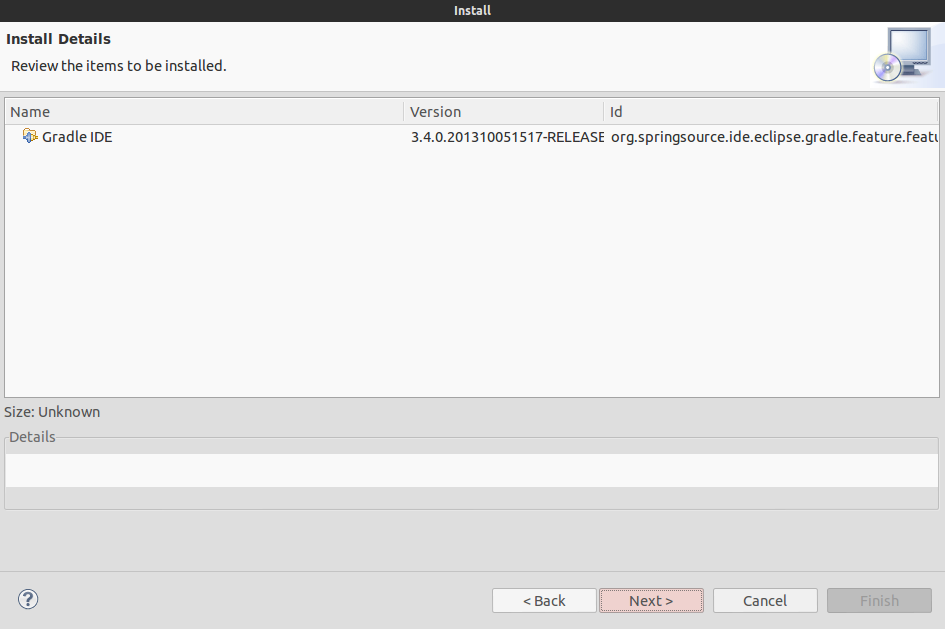 Install
Install Details
Review the items to be installed.
Name Version Id
Gradle IDE 3.4.0.201310051517-RELEASE org.springsource.ide.eclipse.gradle.feature.featu
Size: Unknown
Details
? < Back Next > Cancel Finish